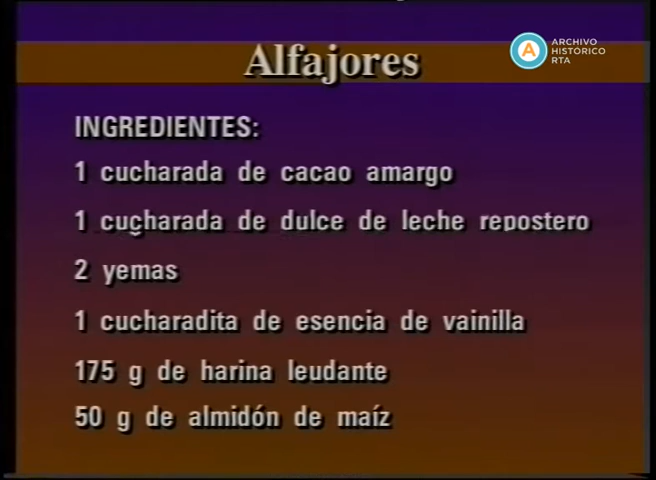 Alfajores
A
ARCHIVO
HISTORICO
RTA
INGREDIENTES:
1 cucharada de cacao amargo
1 cucharada de dulce de leche repostero
2 yemas
1 cucharadita de esencia de vainilla
175 g de harina leudante
50 g de almidón de maíz